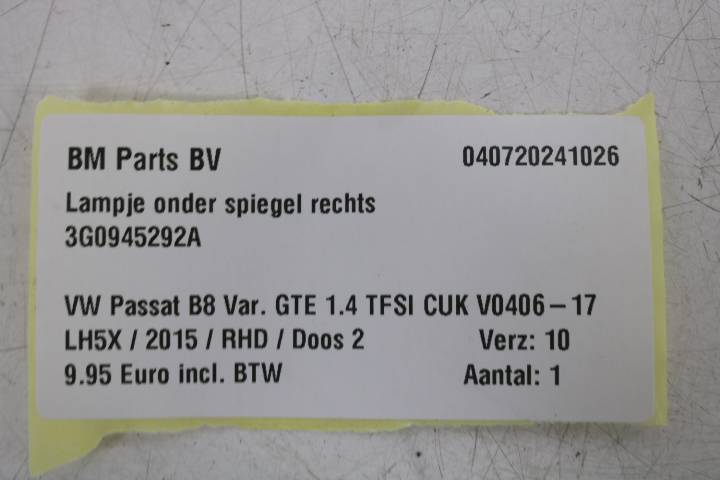 BM Parts BV 040720241026
Lampje onder spiegel rechts
3G0945292A
VW Passat B8 Var. GTE 1.4 TFSI CUK V0406-17
LH5X / 2015 / RHD / Doos 2 Verz: 10
9.95 Euro incl. BTW Aantal: 1